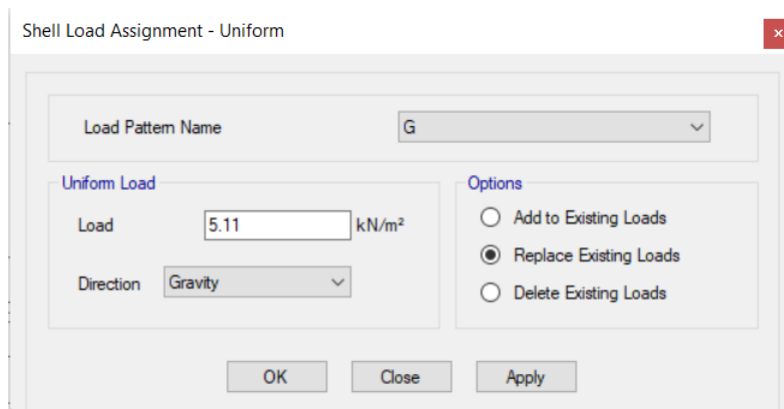 Shell Load Assignment - Uniform
Load Pattern Name
G
Uniform Load
Load
5.11
kN/m²
Direction
Gravity
Options
Add to Existing Loads
Replace Existing Loads
Delete Existing Loads
OK
Close
Apply